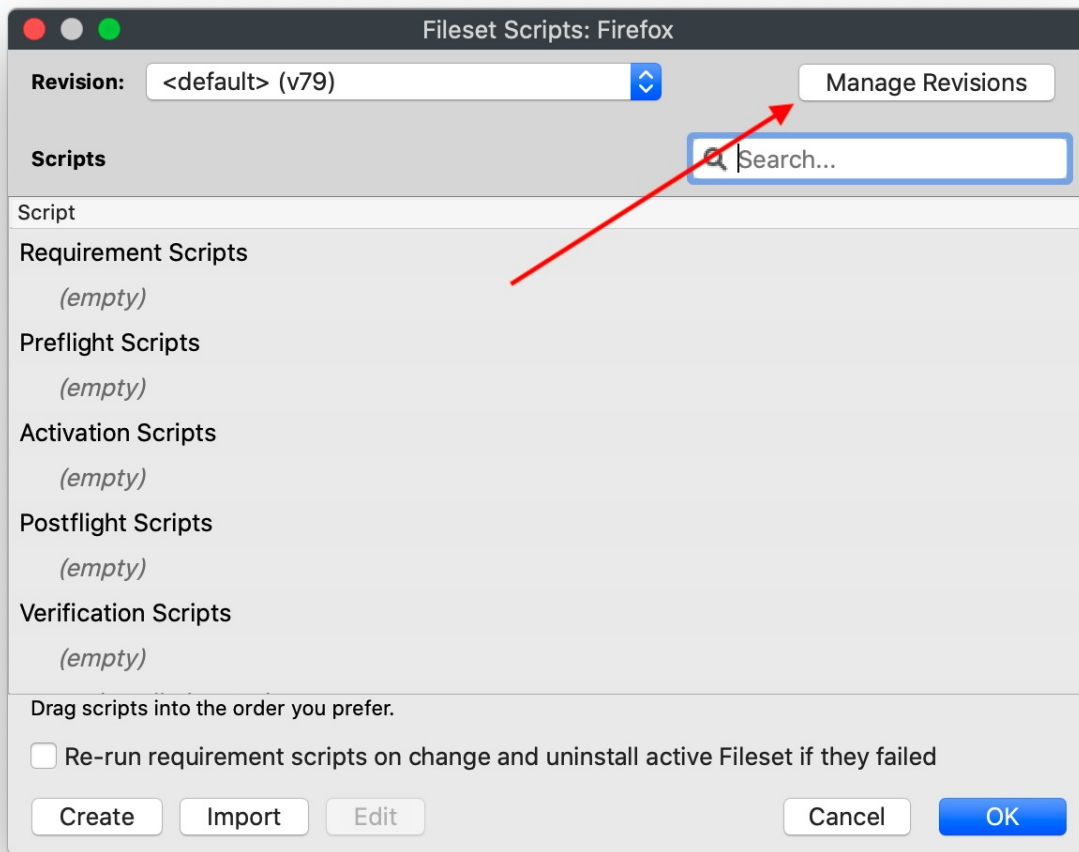 Fileset Scripts: Firefox
Revision: <default> (v79) Manage Revisions
Scripts Search...
Script
Requirement Scripts
(empty)
Preflight Scripts
(empty)
Activation Scripts
(empty)
Postflight Scripts
(empty)
Verification Scripts
(empty)
Drag scripts into the order you prefer.
Re-run requirement scripts on change and uninstall active Fileset if they failed
Create Import Edit Cancel OK